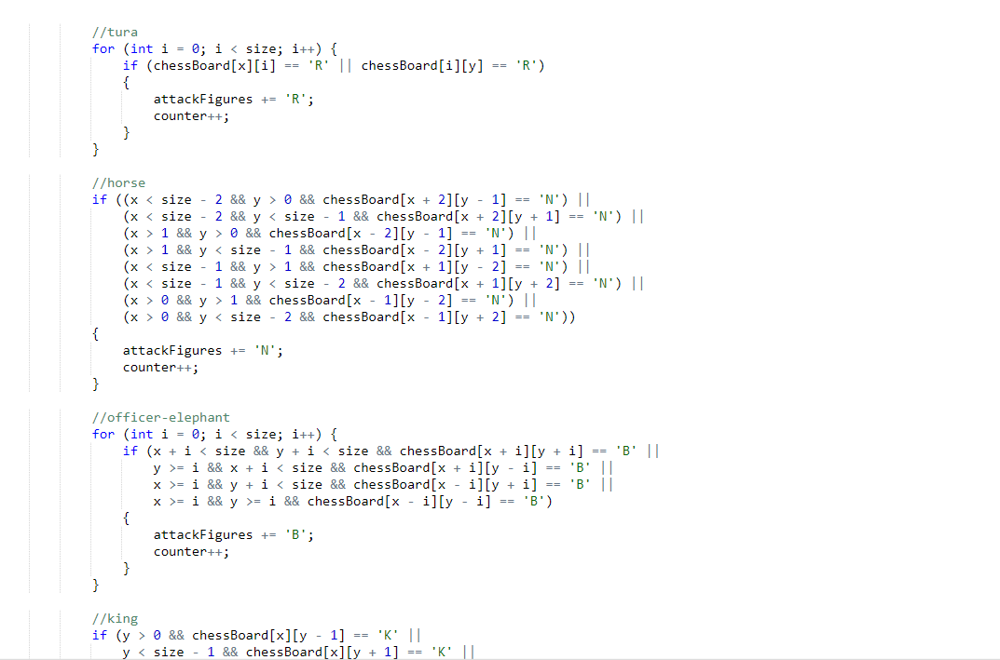 //tura
for (int i = 0; i < size; i++) {
if (chessBoard[x][i] == 'R' || chessBoard[i][y] == 'R')
{
attackFigures += 'R';
counter++;
}
}
//horse
if ((x < size - 2 && y > 0 && chessBoard[x + 2][y - 1] == 'N') ||
(x < size - 2 && y < size - 1 && chessBoard[x + 2][y + 1] == 'N') ||
(x > 1 && y > 0 && chessBoard[x - 2][y - 1] == 'N') ||
(x > 1 && y < size - 1 && chessBoard[x - 2][y + 1] == 'N') ||
(x < size - 1 && y > 1 && chessBoard[x + 1][y - 2] == 'N') ||
(x < size - 1 && y < size - 2 && chessBoard[x + 1][y + 2] == 'N') ||
(x > 0 && y > 1 && chessBoard[x - 1][y - 2] == 'N') ||
(x > 0 && y < size - 2 && chessBoard[x - 1][y + 2] == 'N'))
{
attackFigures += 'N';
counter++;
}
//officer-elephant
for (int i = 0; i < size; i++) {
if (x + i < size && y + i < size && chessBoard[x + i][y + i] == 'B' ||
y >= i && x + i < size && chessBoard[x + i][y - i] == 'B' ||
x >= i && y + i < size && chessBoard[x - i][y + i] == 'B' ||
x >= i && y >= i && chessBoard[x - i][y - i] == 'B')
{
attackFigures += 'B';
counter++;
}
}
//king
if (y > 0 && chessBoard[x][y - 1] == 'K' ||
y < size - 1 && chessBoard[x][y + 1] == 'K' ||